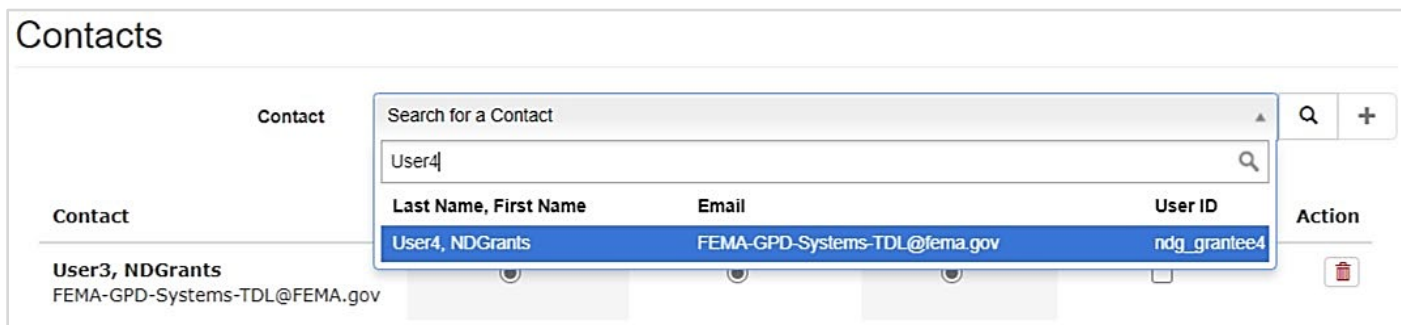 Contacts
Contact Search for a Contact
User4
Last Name, First Name Email User ID
Contact Action
User4, NDGrants FEMA-GPD-Systems-TDL@fema.gov ndg_grantee4
User3, NDGrants
FEMA-GPD-Systems-TDL@FEMA.gov